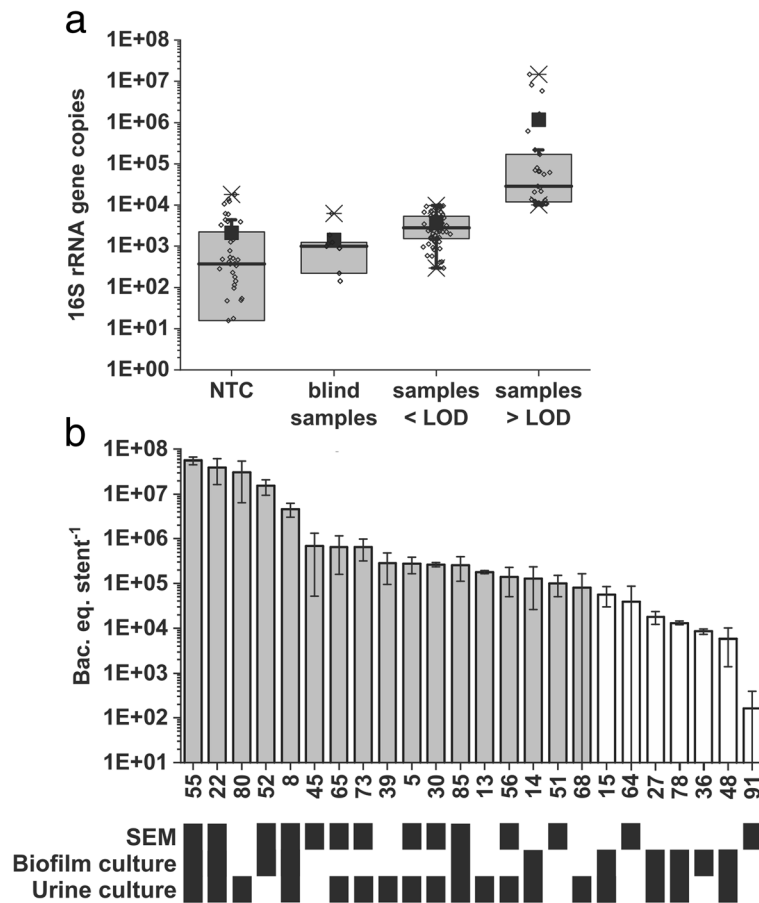 a
16S rRNA gene copies
1E+08
1E+07
1E+06
1E+05
1E+04
1E+03
1E+02
1E+01
1E+00
NTC
blind
samples
samples
< LOD
samples
> LOD
b
Bac. eq. stent-1
1E+08
1E+07
1E+06
1E+05
1E+04
1E+03
1E+02
1E+01
55 22 80 52 8 45 65 73 39 5 30 85 13 56 14 51 68 15 64 27 78 36 48 91
SEM
Biofilm culture
Urine culture